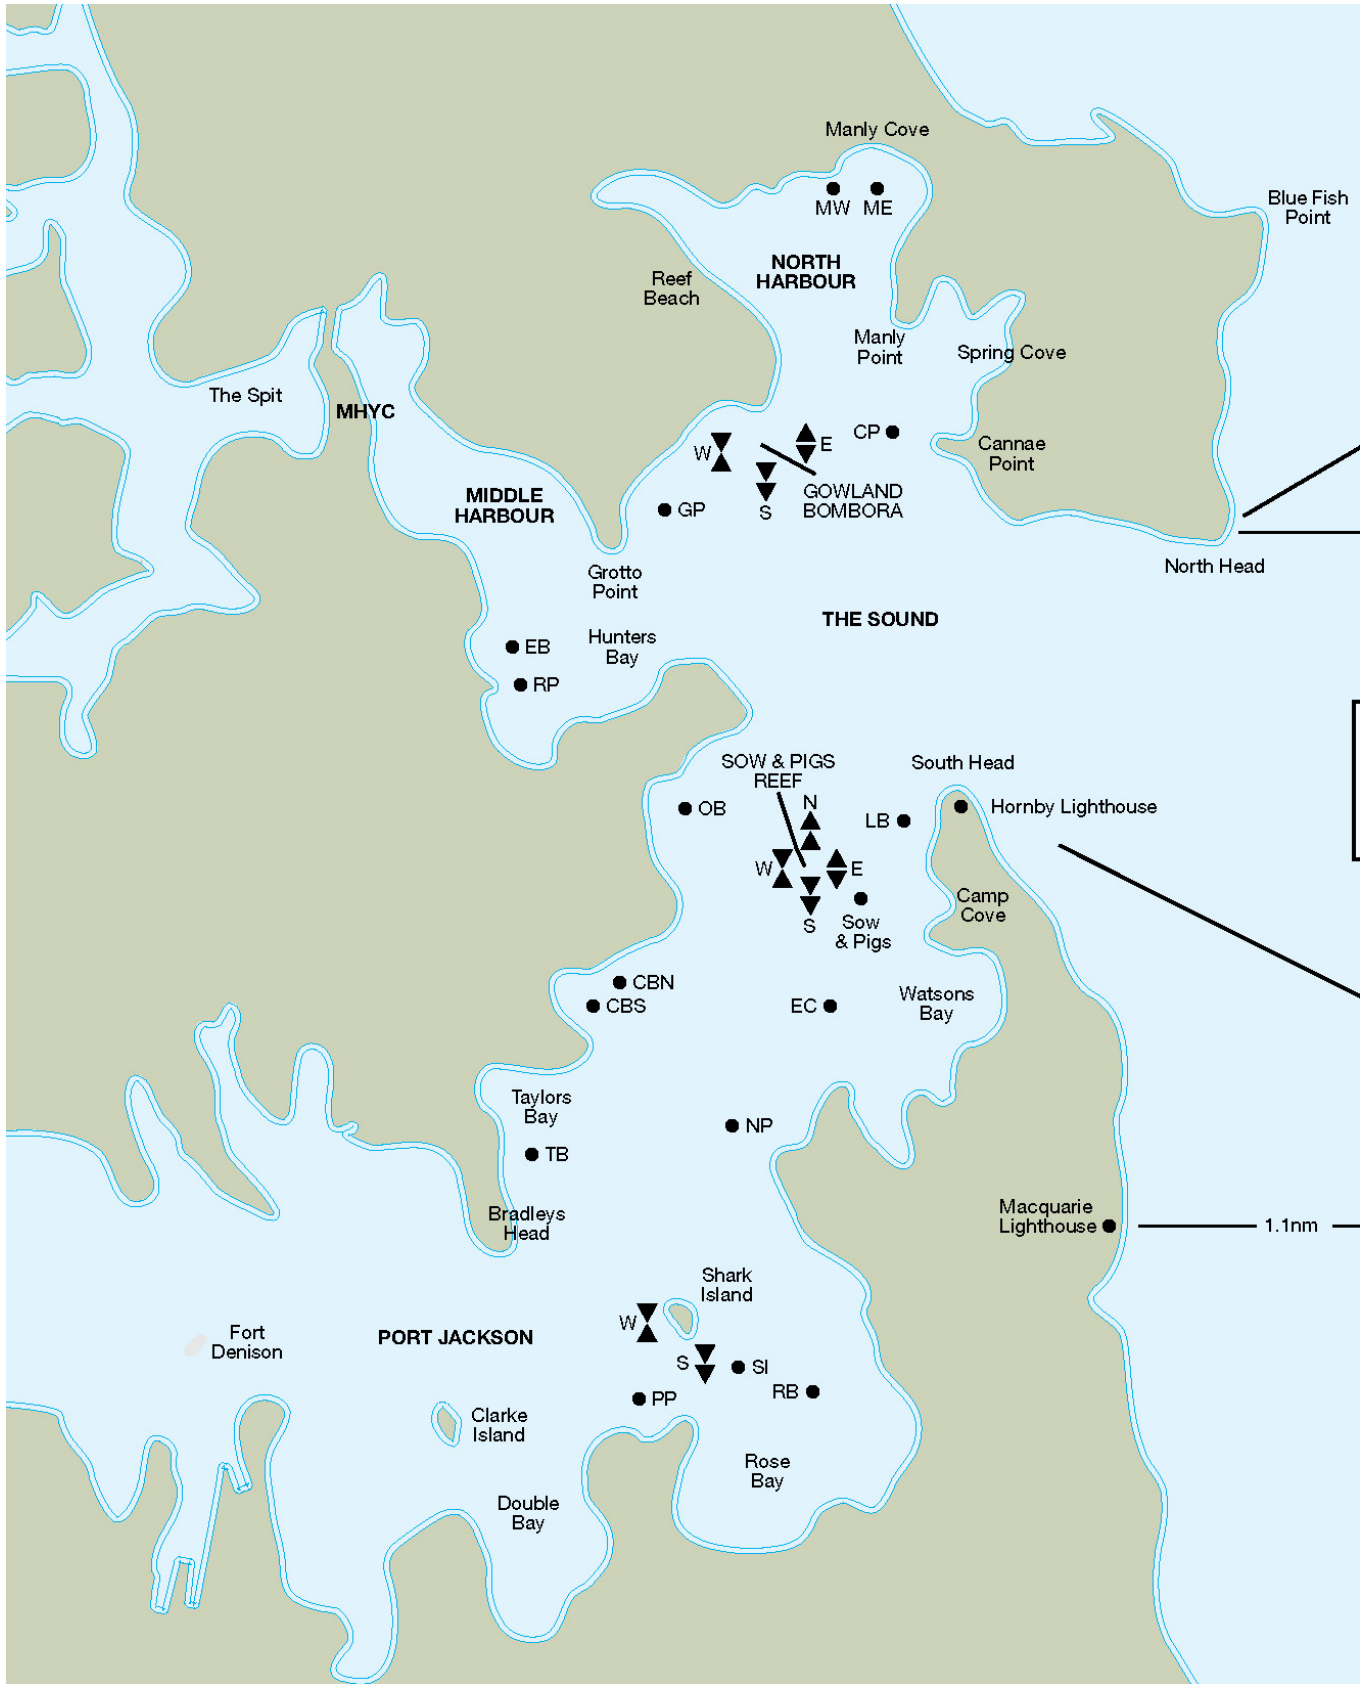 Manly Cove
MW
ME
Blue Fish
Point
NORTH
HARBOUR
Reef
Beach
Manly
Point
Spring Cove
The Spit
MHYC
W
E
CP
Cannae
Point
S
GOWLAND
BOMBORA
MIDDLE
HARBOUR
GP
North Head
Grotto
Point
THE SOUND
Hunters
Bay
EB
RP
SOW & PIGS
REEF
South Head
N
OB
LB
Hornby Lighthouse
W
E
S
Sow
& Pigs
Camp
Cove
CBN
CBS
EC
Watsons
Bay
Taylors
Bay
NP
TB
Bradleys
Head
Macquarie
Lighthouse
1.1nm
Shark
Island
W
Fort
Denison
PORT JACKSON
S
SI
RB
PP
Clarke
Island
Rose
Bay
Double
Bay